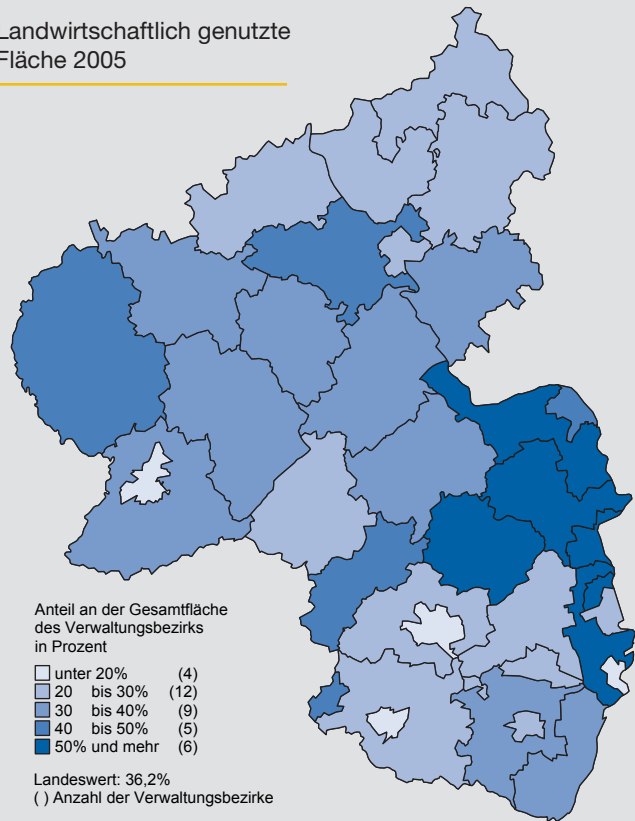 Landwirtschaftlich genutzte
Fläche 2005
Anteil an der Gesamtfläche
des Verwaltungsbezirks
in Prozent
unter 20% (4)
20 bis 30% (12)
30 bis 40% (9)
40 bis 50% (5)
50% und mehr (6)
Landeswert: 36,2%
( ) Anzahl der Verwaltungsbezirke